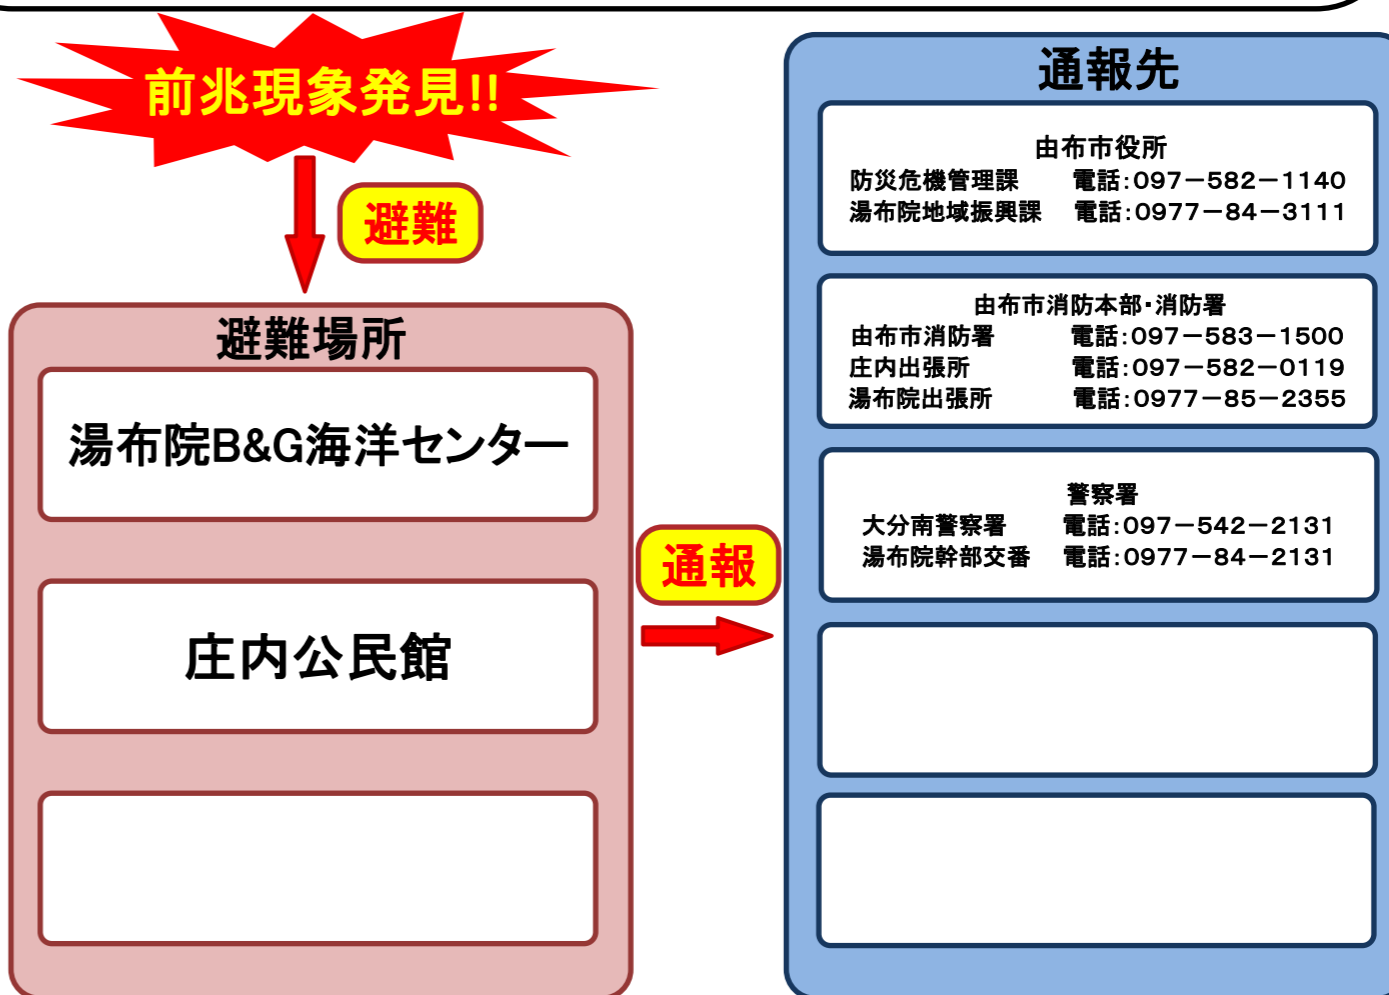 前兆現象発見!!
避難
避難場所
湯布院B&G海洋センター
庄内公民館
通報
通報先
由布市役所
防災危機管理課 電話:097-582-1140
湯布院地域振興課 電話:0977-84-3111
由布市消防本部・消防署
由布市消防署 電話:097-583-1500
庄内出張所 電話:097-582-0119
湯布院出張所 電話:0977-85-2355
警察署
大分南警察署 電話:097-542-2131
湯布院幹部交番 電話:0977-84-2131